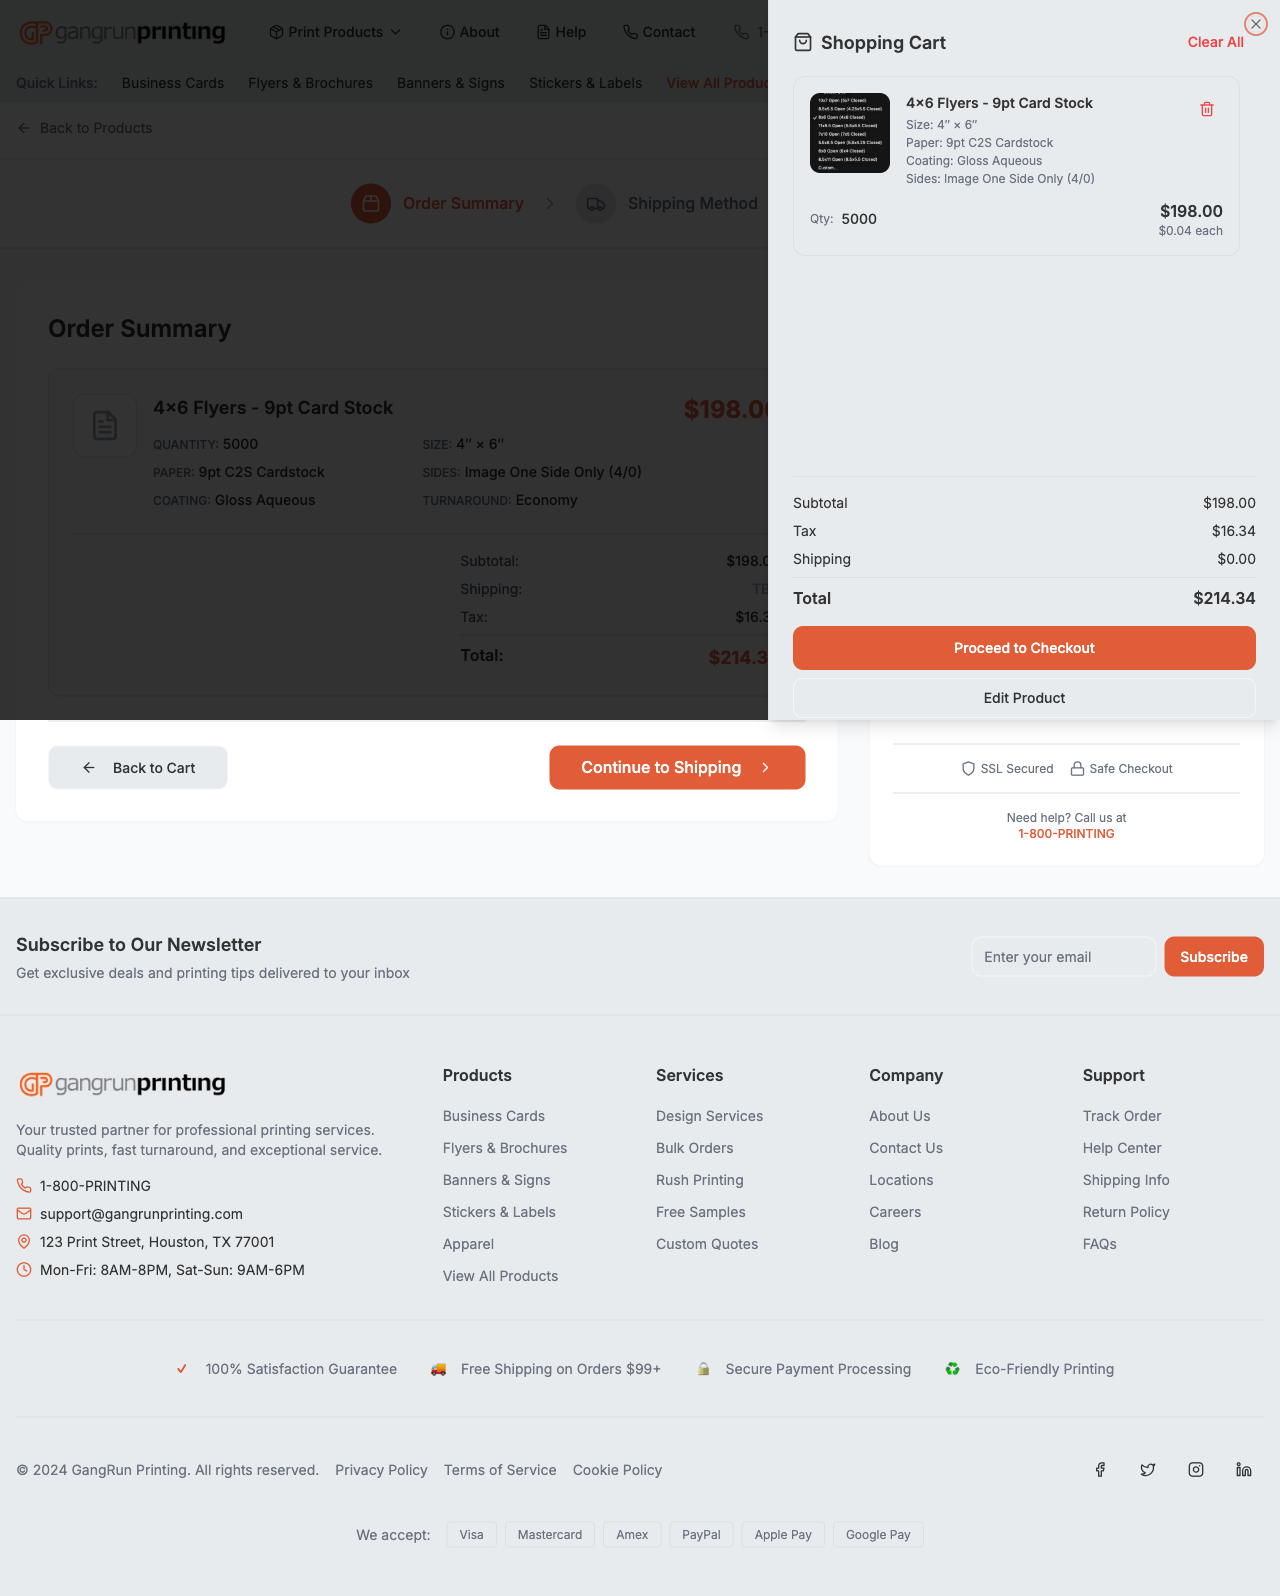 gangrunprinting
Print Products
About
Help
Contact
1-
Quick Links:
Business Cards
Flyers & Brochures
Banners & Signs
Stickers & Labels
View All Produc
Back to Products
Order Summary
Shipping Method
Order Summary
4x6 Flyers - 9pt Card Stock
$198.0
QUANTITY: 5000
SIZE: 4″ × 6″
PAPER: 9pt C2S Cardstock
SIDES: Image One Side Only (4/0)
COATING: Gloss Aqueous
TURNAROUND: Economy
Subtotal:
$198.0
Shipping:
Tax:
$16.3
Total:
$214.3
Back to Cart
Continue to Shipping
Shopping Cart
Clear All
10x7 Open (5x7 Closed)
8x6 Open (4x6 Closed)
Custom...
4x6 Flyers - 9pt Card Stock
Size: 4″ × 6″
Paper: 9pt C2S Cardstock
Coating: Gloss Aqueous
Sides: Image One Side Only (4/0)
Qty: 5000
$198.00
$0.04 each
Subtotal
$198.00
Tax
$16.34
Shipping
$0.00
Total
$214.34
Proceed to Checkout
Edit Product
SSL Secured
Safe Checkout
Need help? Call us at
1-800-PRINTING
Subscribe to Our Newsletter
Get exclusive deals and printing tips delivered to your inbox
Enter your email
Subscribe
gangrunprinting
Your trusted partner for professional printing services.
Quality prints, fast turnaround, and exceptional service.
1-800-PRINTING
support@gangrunprinting.com
123 Print Street, Houston, TX 77001
Mon-Fri: 8AM-8PM, Sat-Sun: 9AM-6PM
Products
Business Cards
Flyers & Brochures
Banners & Signs
Stickers & Labels
Apparel
View All Products
Services
Design Services
Bulk Orders
Rush Printing
Free Samples
Custom Quotes
Company
About Us
Contact Us
Locations
Careers
Blog
Support
Track Order
Help Center
Shipping Info
Return Policy
FAQs
100% Satisfaction Guarantee
Free Shipping on Orders $99+
Secure Payment Processing
Eco-Friendly Printing
© 2024 GangRun Printing. All rights reserved.
Privacy Policy
Terms of Service
Cookie Policy
We accept:
Visa
Mastercard
Amex
PayPal
Apple Pay
Google Pay